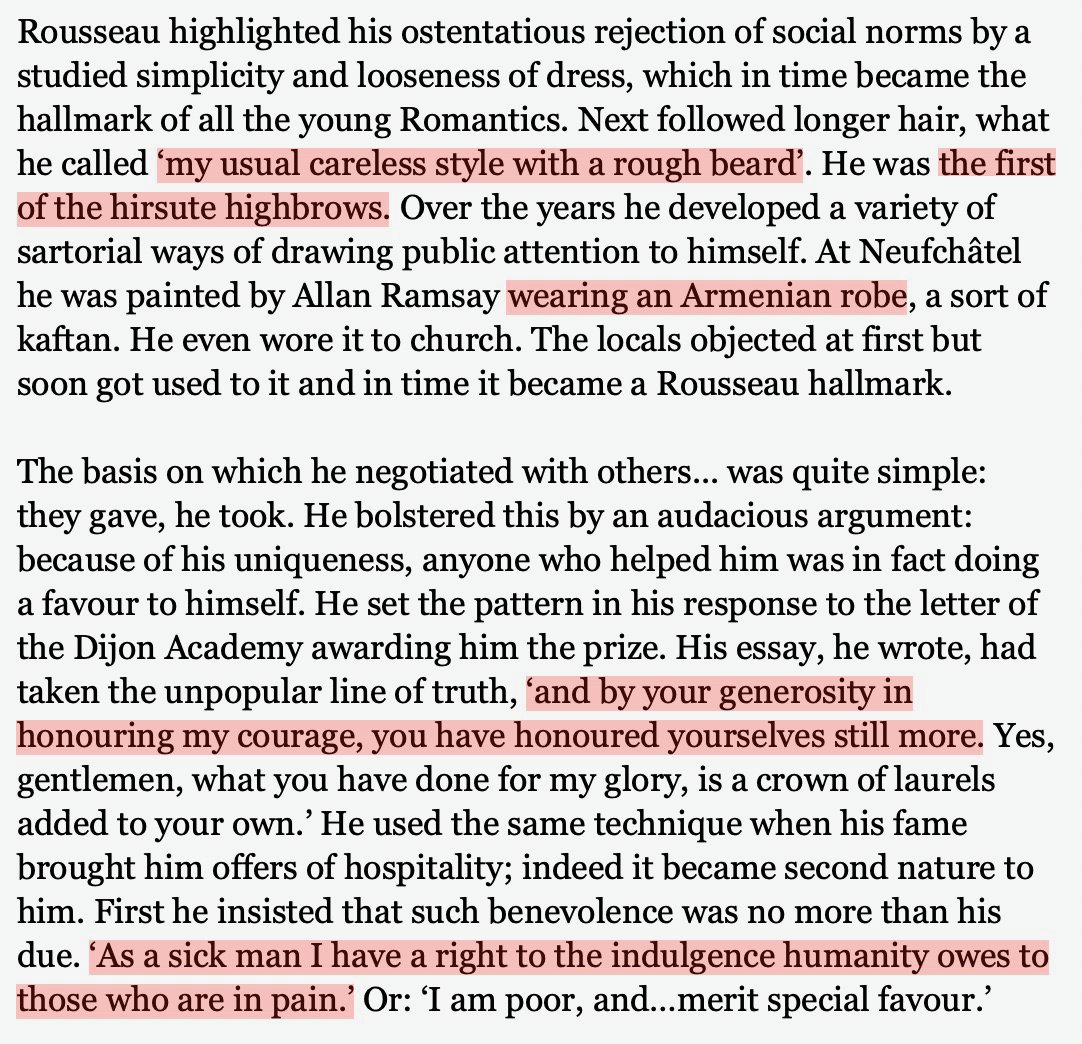 Rousseau highlighted his ostentatious rejection of social norms by a
studied simplicity and looseness of dress, which in time became the
hallmark of all the young Romantics. Next followed longer hair, what
he called ‘my usual careless style with a rough beard’. He was the first
of the hirsute highbrows. Over the years he developed a variety of
sartorial ways of drawing public attention to himself. At Neufchâtel
he was painted by Allan Ramsay wearing an Armenian robe, a sort of
kaftan. He even wore it to church. The locals objected at first but
soon got used to it and in time it became a Rousseau hallmark.
The basis on which he negotiated with others... was quite simple:
they gave, he took. He bolstered this by an audacious argument:
because of his uniqueness, anyone who helped him was in fact doing
a favour to himself. He set the pattern in his response to the letter of
the Dijon Academy awarding him the prize. His essay, he wrote, had
taken the unpopular line of truth, ‘and by your generosity in
honouring my courage, you have honoured yourselves still more. Yes,
gentlemen, what you have done for my glory, is a crown of laurels
added to your own.’ He used the same technique when his fame
brought him offers of hospitality; indeed it became second nature to
him. First he insisted that such benevolence was no more than his
due. ‘As a sick man I have a right to the indulgence humanity owes to
those who are in pain.’ Or: ‘I am poor, and...merit special favour.’